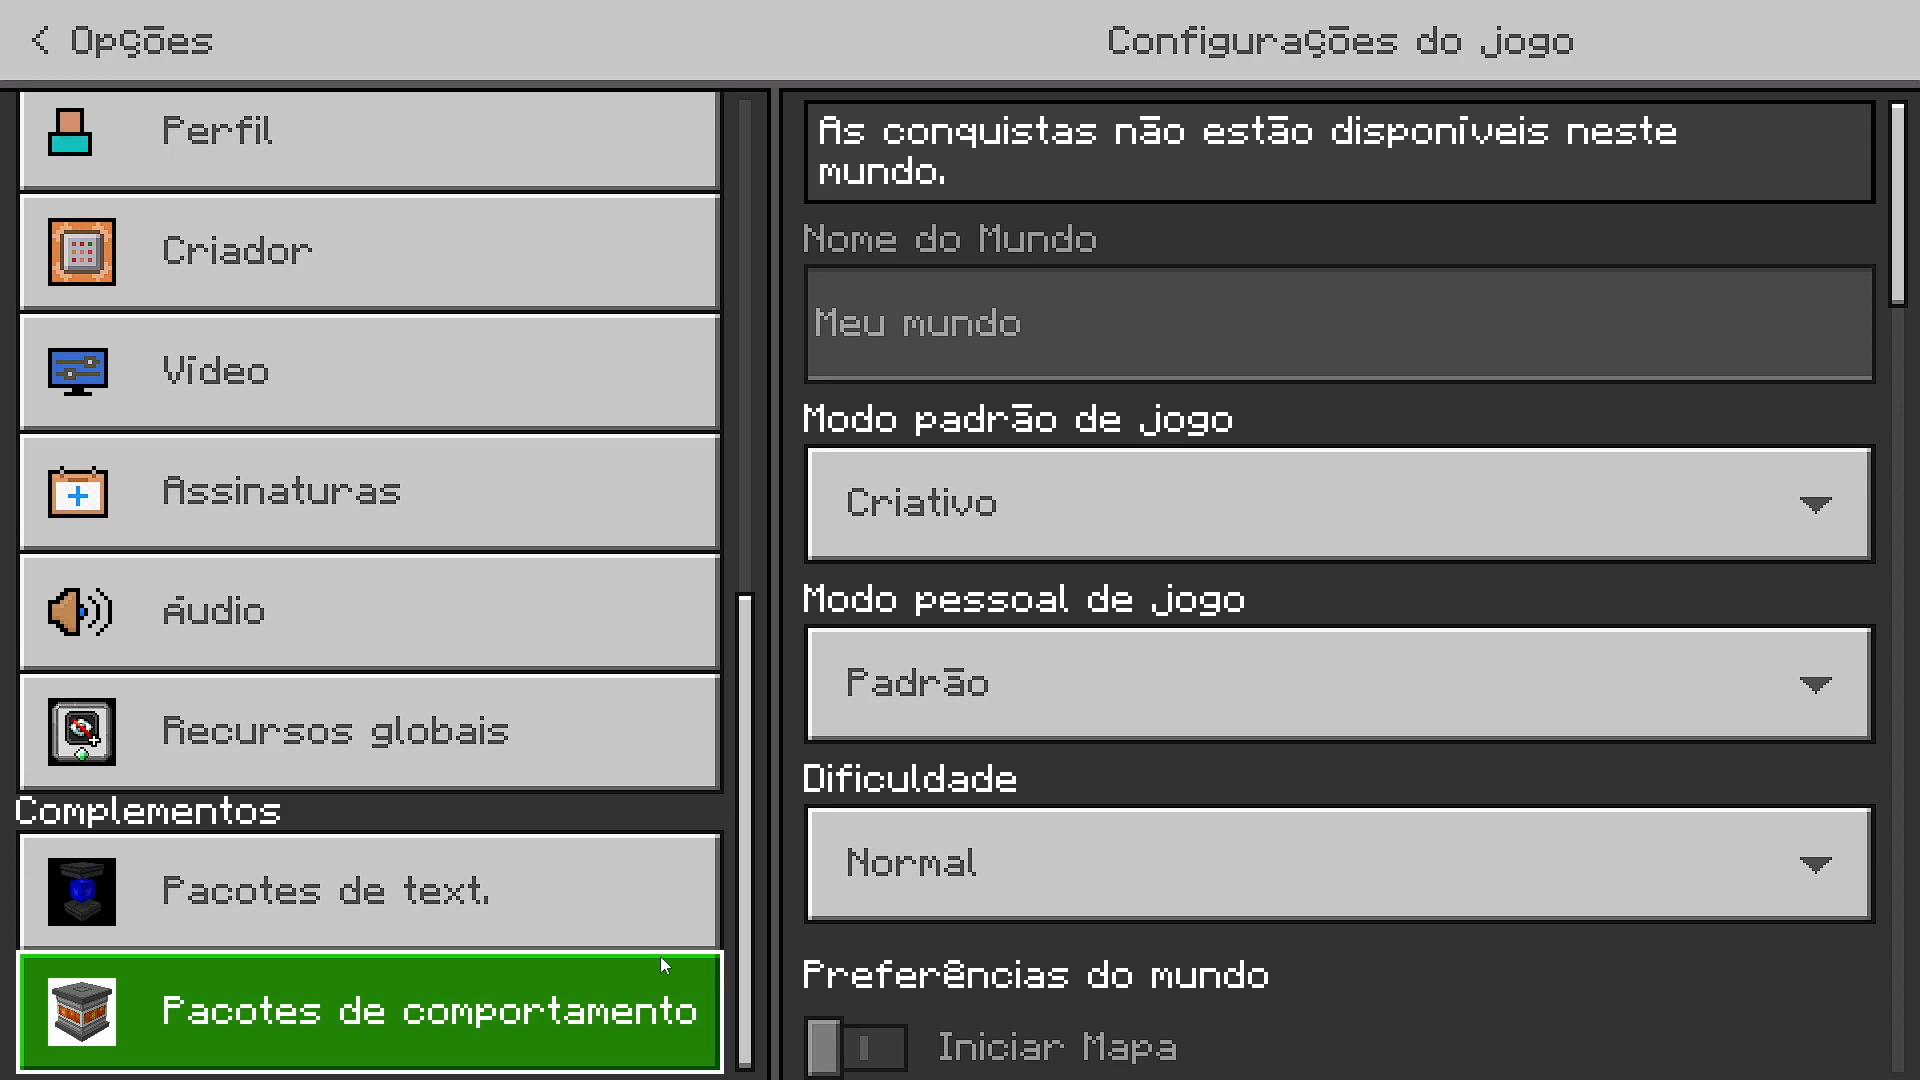 Opções
Configurações do jogo
Perfil
Criador
Vídeo
Assinaturas
Áudio
Recursos globais
Complementos
Pacotes de text.
Pacotes de comportamento
As conquistas não estão disponíveis neste
mundo.
Nome do Mundo
Meu mundo
Modo padrão de jogo
Criativo
Modo pessoal de jogo
Padrão
Dificuldade
Normal
Preferências do mundo
Iniciar Mapa